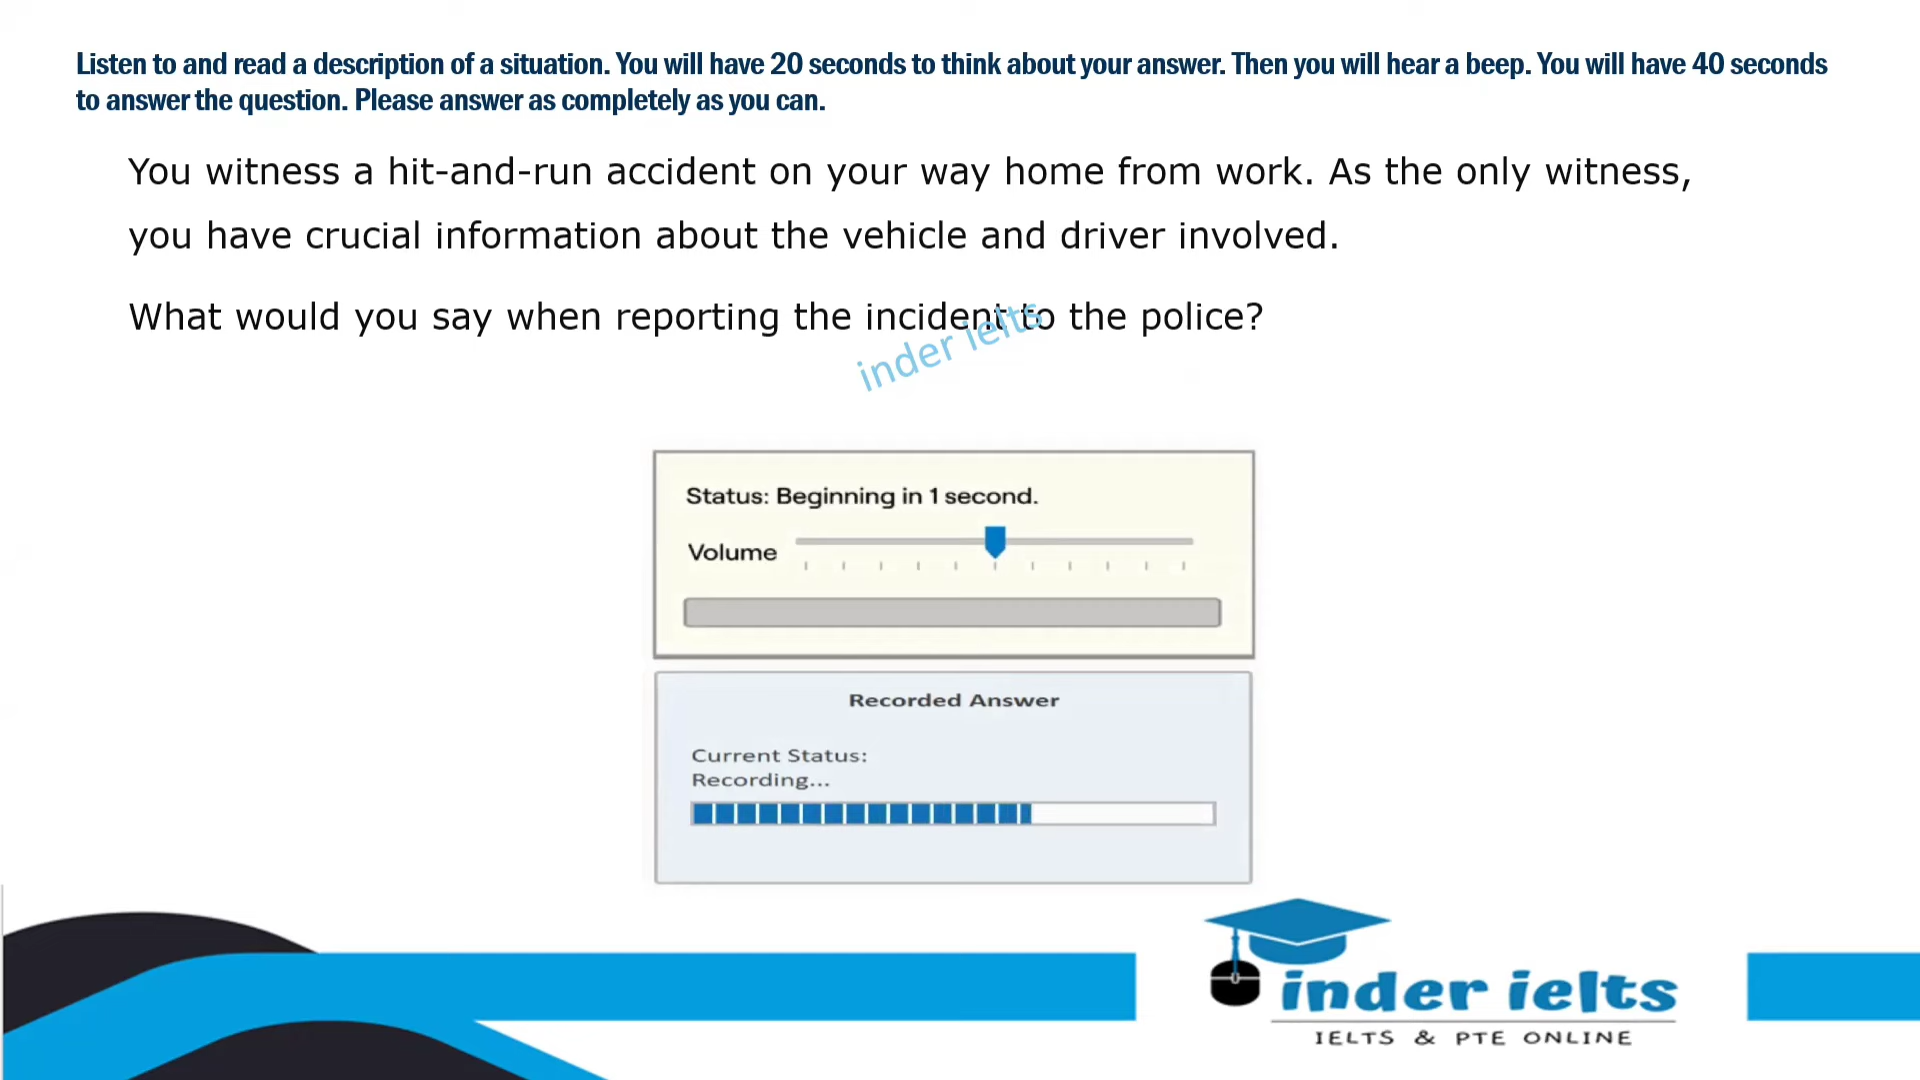 Listen to and read a description of a situation. You will have 20 seconds to think about your answer. Then you will hear a beep. You will have 40 seconds
to answer the question. Please answer as completely as you can.
You witness a hit-and-run accident on your way home from work. As the only witness,
you have crucial information about the vehicle and driver involved.
What would you say when reporting the incident to the police?
inder ielts
Status: Beginning in 1 second.
Volume
Recorded Answer
Current Status:
Recording...
inder ielts
IELTS & PTE ONLINE